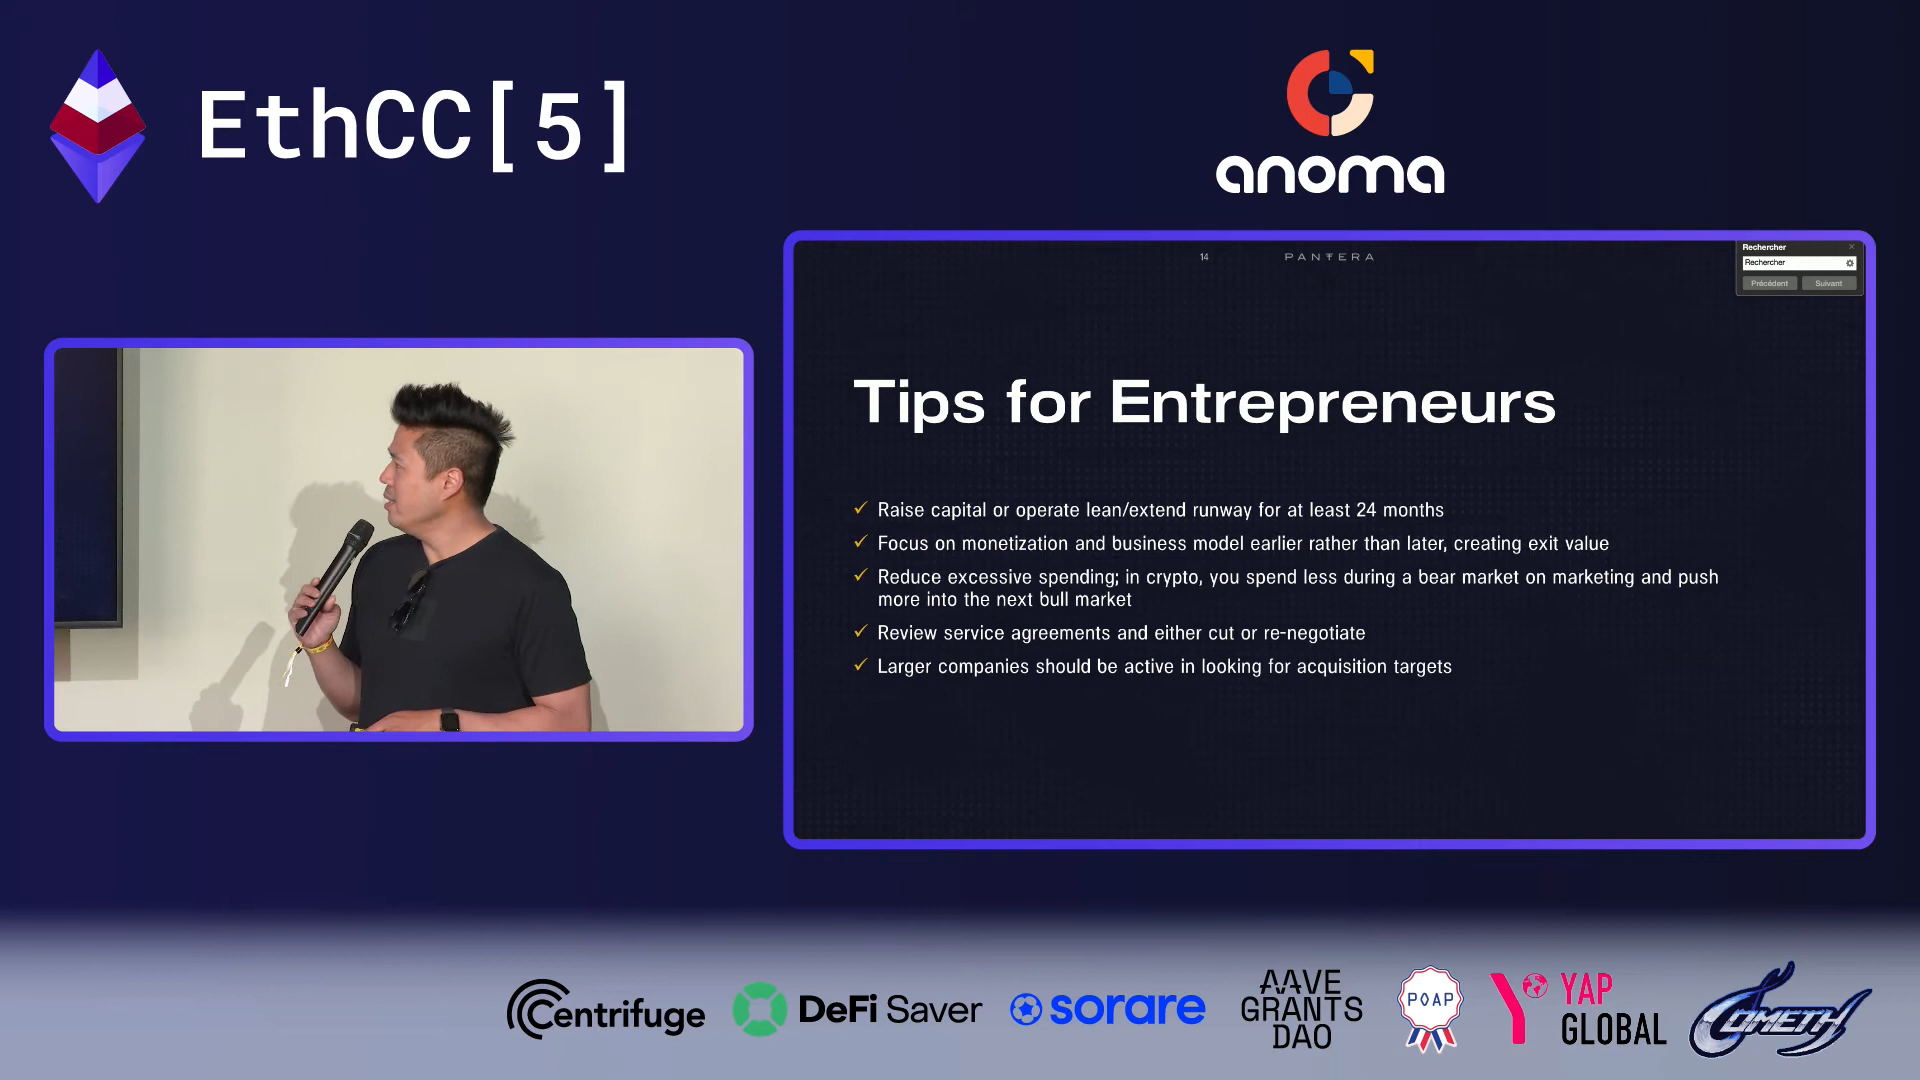 EthCC[5]
anoma
14
PANTERA
Rechercher
Rechercher
Précédent
Suivant
Tips for Entrepreneurs
✓ Raise capital or operate lean/extend runway for at least 24 months
✓ Focus on monetization and business model earlier rather than later, creating exit value
✓ Reduce excessive spending; in crypto, you spend less during a bear market on marketing and push
more into the next bull market
✓ Review service agreements and either cut or re-negotiate
✓ Larger companies should be active in looking for acquisition targets
Centrifuge
DeFi Saver
sorare
AAVE
GRANTS
DAO
POAP
YAP
GLOBAL
COMETH